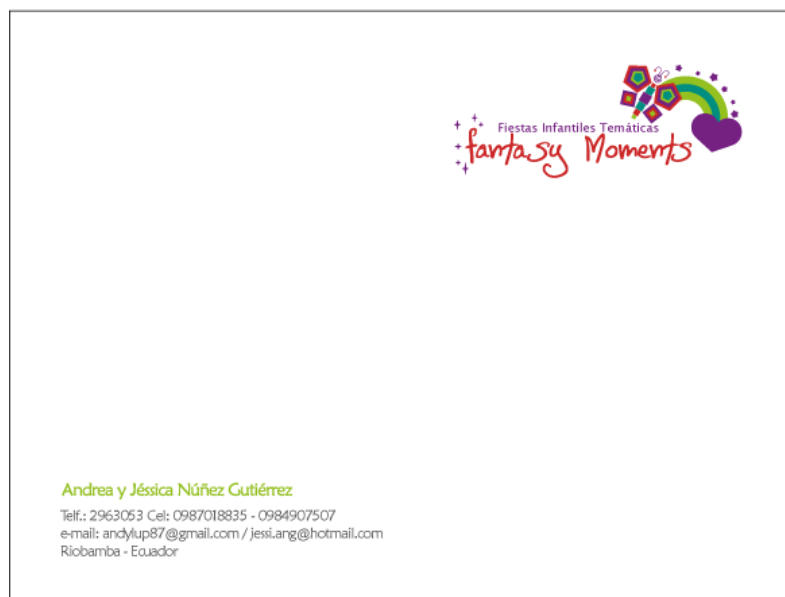 Fiestas Infantiles Temáticas
fantasy Moments
Andrea y Jéssica Núñez Gutiérrez
Telf.: 2963053 Cel: 0987018835 - 0984907507
e-mail: andylup87@gmail.com / jessi.ang@hotmail.com
Riobamba - Ecuador